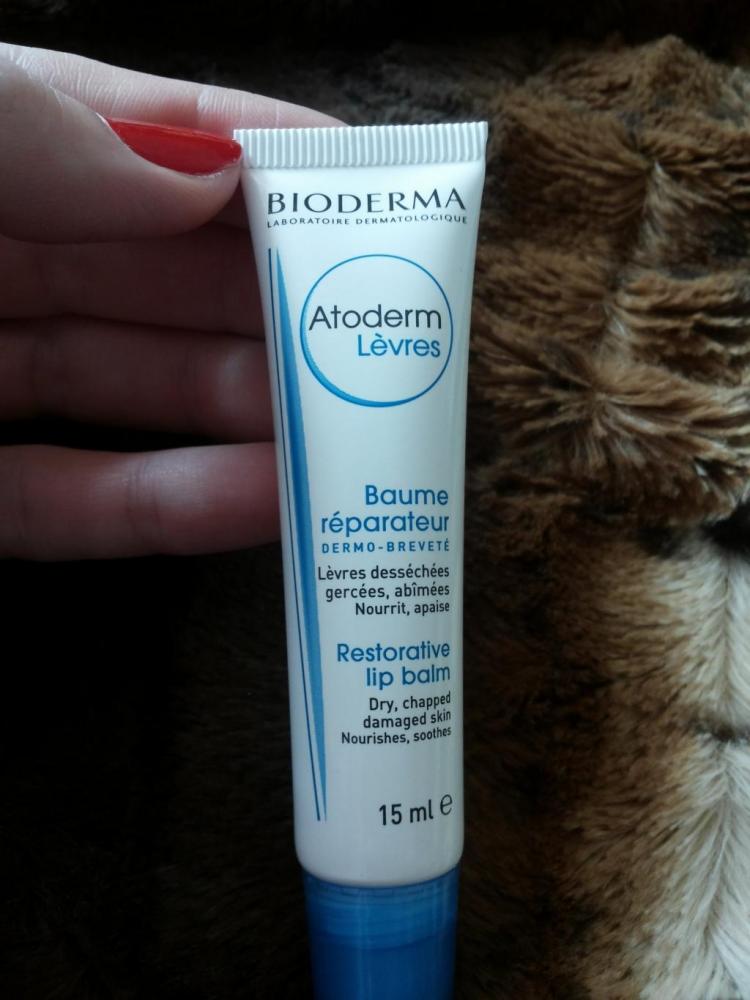 BIODERMA
LABORATOIRE DERMATOLOGIQUE
Atoderm
Lèvres
Baume
réparateur
DERMO-BREVETÉ
Lèvres desséchées
gercées, abîmées
Nourrit, apaise
Restorative
lip balm
Dry, chapped
damaged skin
Nourishes, soothes
15 ml ℮